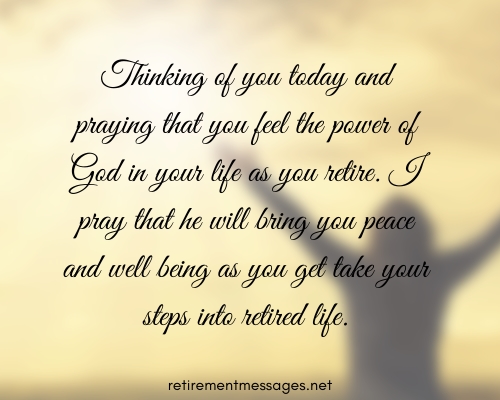 Thinking of you today and
praying that you feel the power of
God in your life as you retire. I
pray that he will bring you peace
and well being as you get take your
steps into retired life.
retirementmessages.net